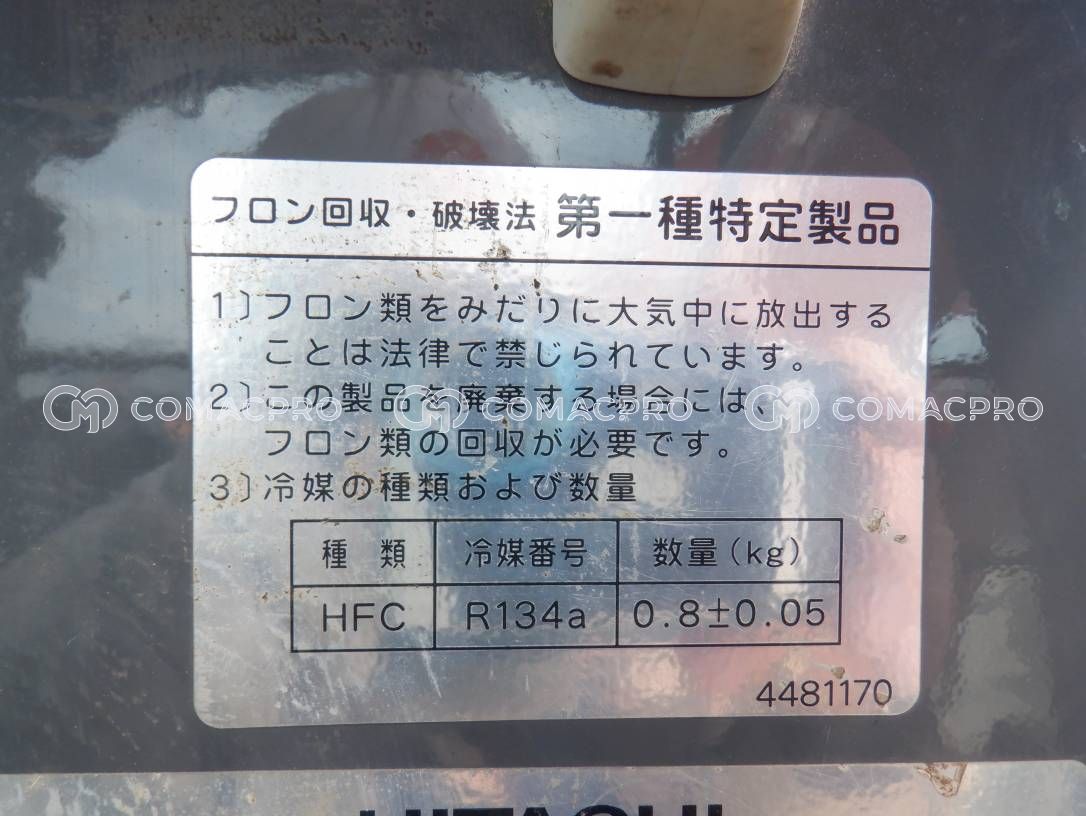 フロン回収・破壊法 第一種特定製品
1)フロン類をみだりに大気中に放出する
ことは法律で禁じられています。
2)この製品を廃棄する場合には、
フロン類の回収が必要です。
3)冷媒の種類および数量
種類 冷媒番号 数量(kg)
HFC R134a 0.8±0.05
4481170
HITACHI
COMACPRO COMACPRO COMACPRO